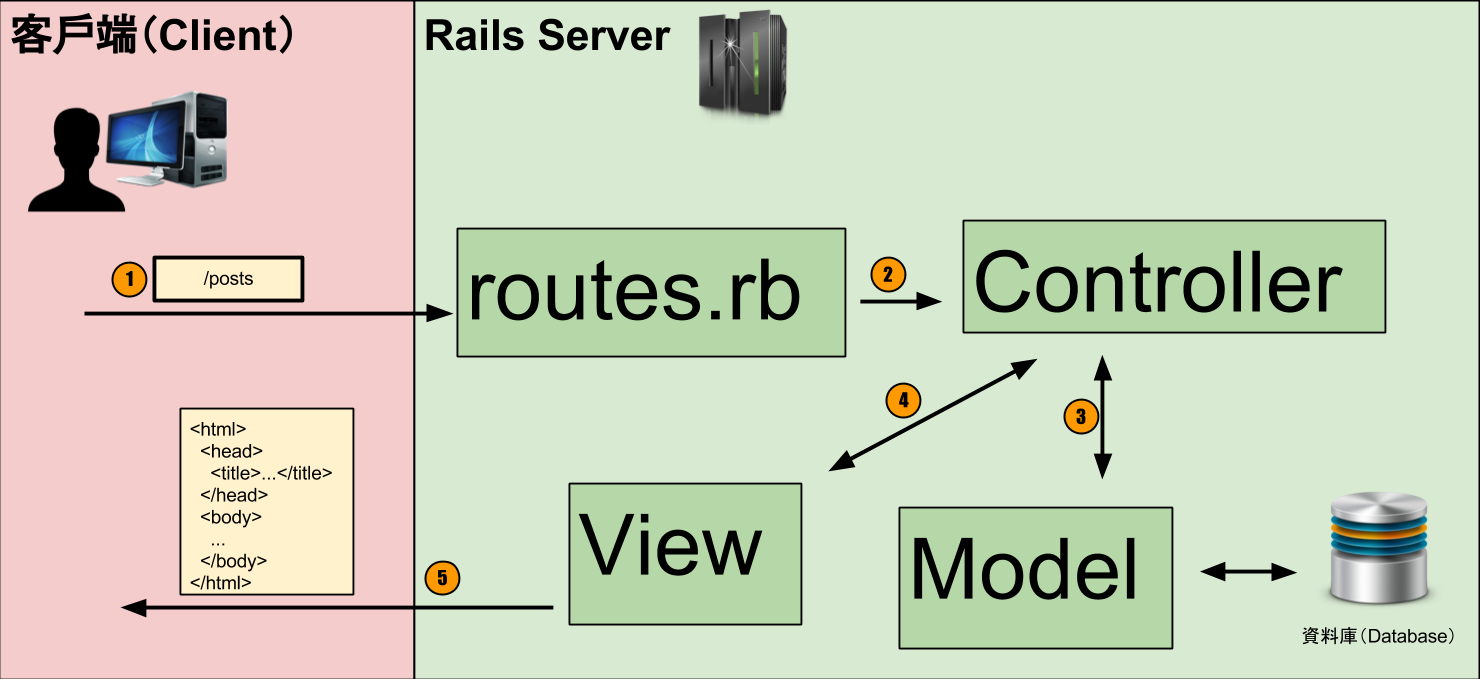 客戶端（Client）
Rails Server
1
/posts
routes.rb
2
Controller
4
3
<html>
<head>
<title>...</title>
</head>
<body>
...
</body>
</html>
5
View
Model
資料庫（Database）